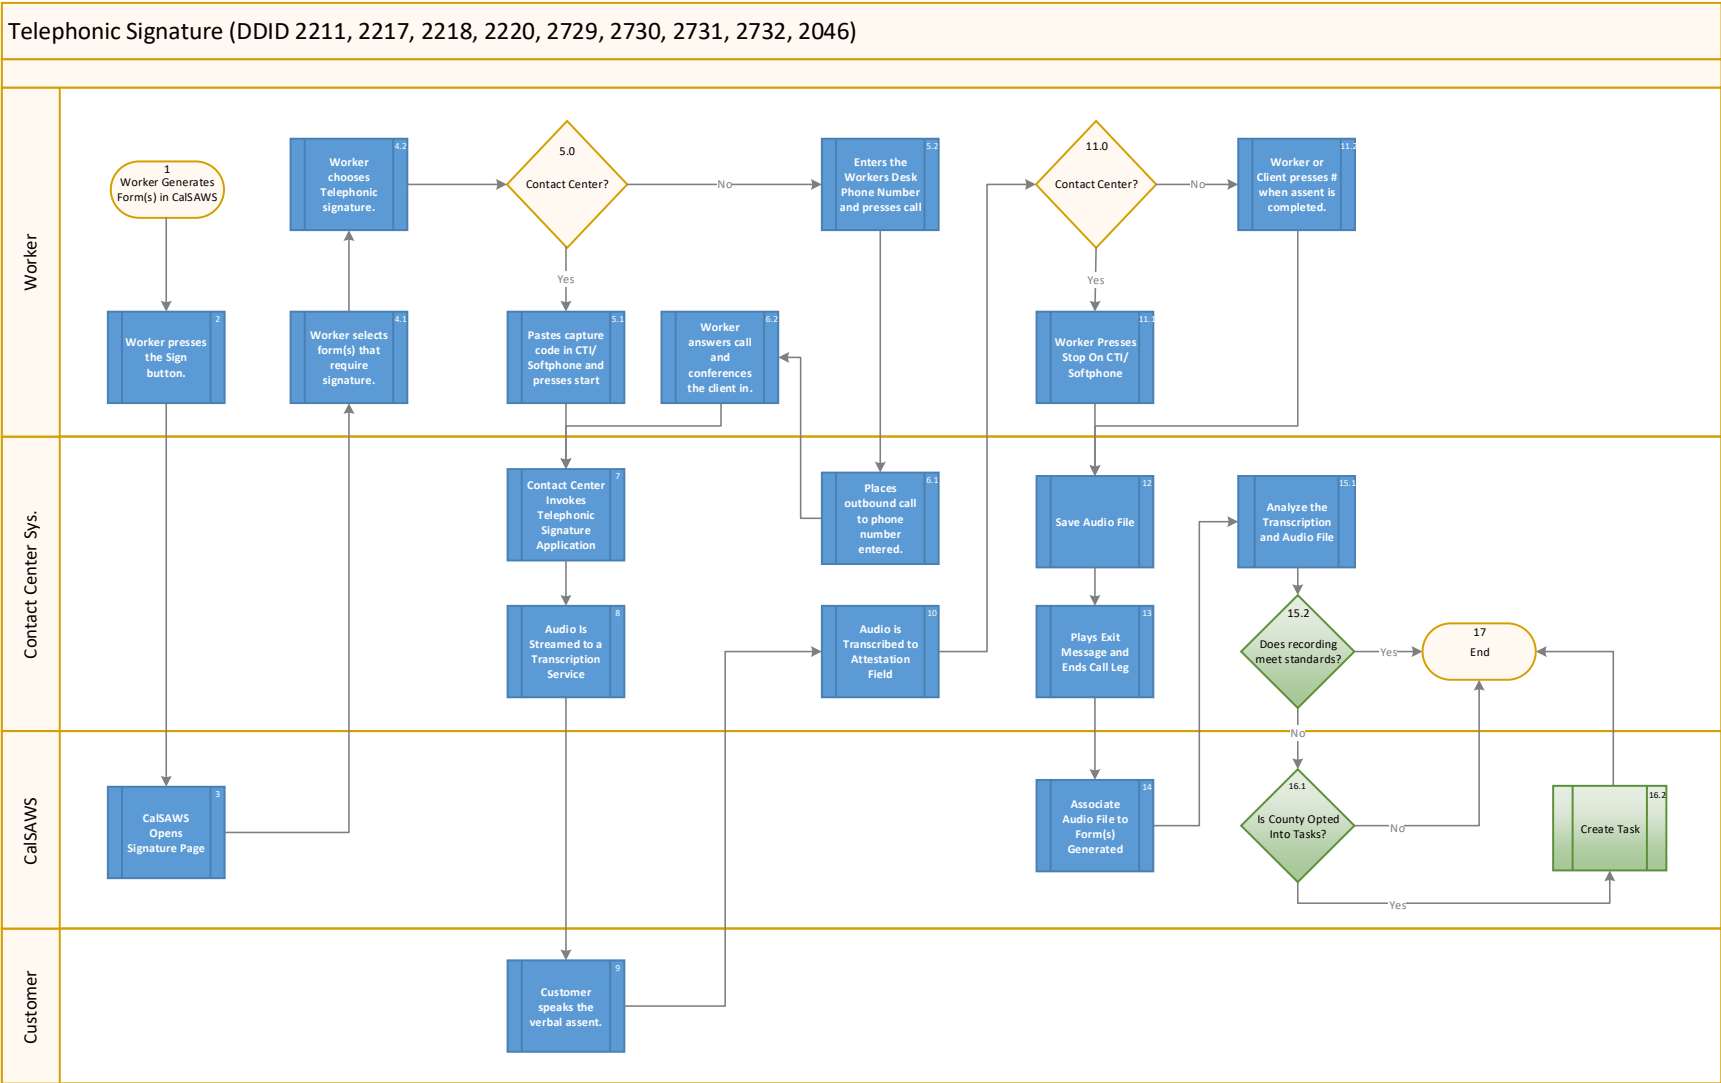 Telephonic Signature (DDID 2211, 2217, 2218, 2220, 2729, 2730, 2731, 2732, 2046)
Worker
1
Worker Generates
Form(s) in CalSAWS
2
Worker presses
the Sign
button.
4.2
Worker
chooses
Telephonic
signature.
4.1
Worker selects
form(s) that
require
signature.
5.0
Contact Center?
No
Yes
5.1
Pastes capture
code in CTI/
Softphone and
presses start
5.2
Enters the
Workers Desk
Phone Number
and presses call
6.2
Worker
answers call
and
conferences
the client in.
11.0
Contact Center?
No
Yes
11.1
Worker Presses
Stop On CTI/
Softphone
11.2
Worker or
Client presses #
when assent is
completed.
Contact Center Sys.
7
Contact Center
Invokes
Telephonic
Signature
Application
6.1
Places
outbound call
to phone
number
entered.
8
Audio Is
Streamed to a
Transcription
Service
10
Audio is
Transcribed to
Attestation
Field
12
Save Audio File
13
Plays Exit
Message and
Ends Call Leg
15.1
Analyze the
Transcription
and Audio File
15.2
Does recording
meet standards?
Yes
No
17
End
CalSAWS
3
CalSAWS
Opens
Signature Page
14
Associate
Audio File to
Form(s)
Generated
16.1
Is County Opted
Into Tasks?
No
Yes
16.2
Create Task
Customer
9
Customer
speaks the
verbal assent.